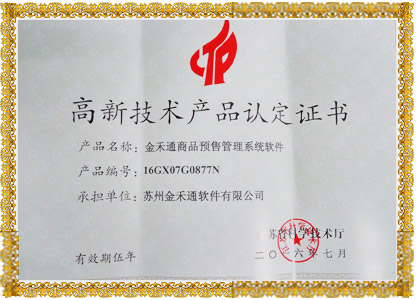 高新技术产品认定证书
产品名称：金禾通商品预售管理系统软件
产品编号：16GX07G0877N
承担单位：苏州金禾通软件有限公司
技术厅
有效期伍年
二〇一六年七月